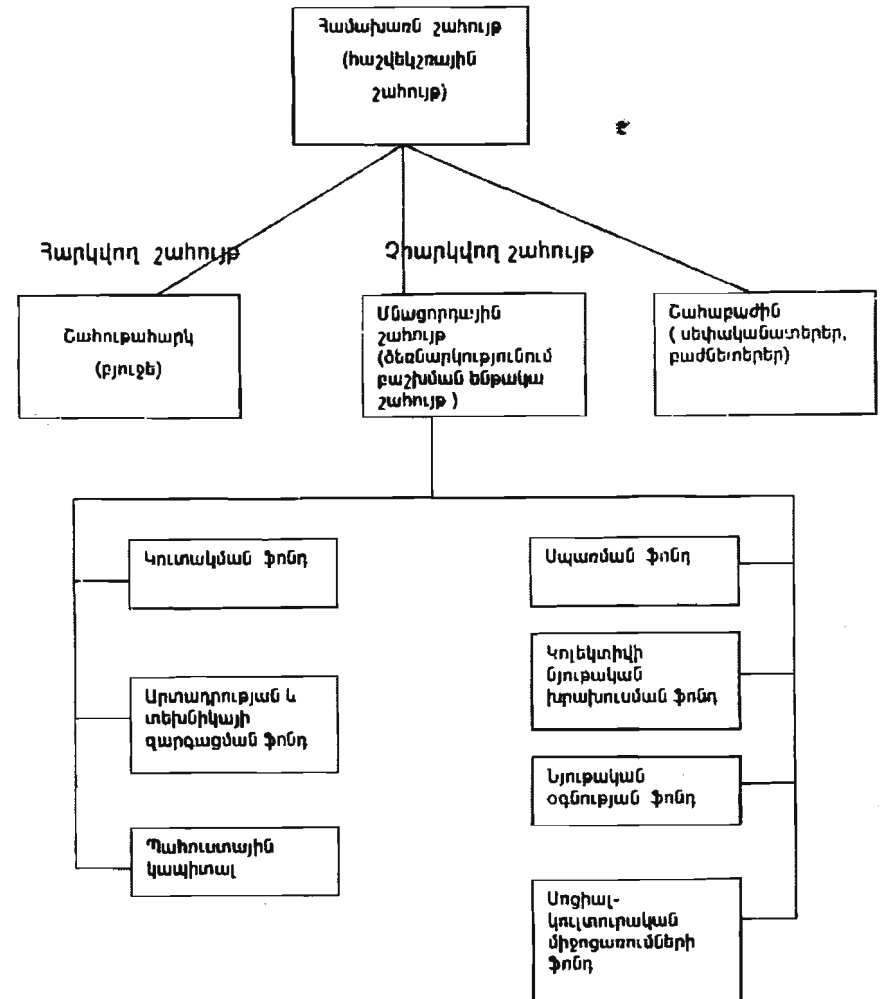 Համախառն շահույթ
(հաշվեկշռային
շահույթ)
Հարկվող շահույթ
Չհարկվող շահույթ
Շահութահարկ
(բյուջե)
Մնացորդային
շահույթ
(ձեռնարկությունում
բաշխման ենթակա
շահույթ )
Շահաբաժին
( սեփականատերեր,
բաժնետերեր)
Կուտակման ֆոնդ
Արտադրության և
տեխնիկայի
զարգացման ֆոնդ
Պահուստային
կապիտալ
Սպառման ֆոնդ
Կոլեկտիվի
նյութական
խրախուսման ֆոնդ
Նյութական
օգնության ֆոնդ
Սոցիալ-
կուլտուրական
միջոցառումների
ֆոնդ